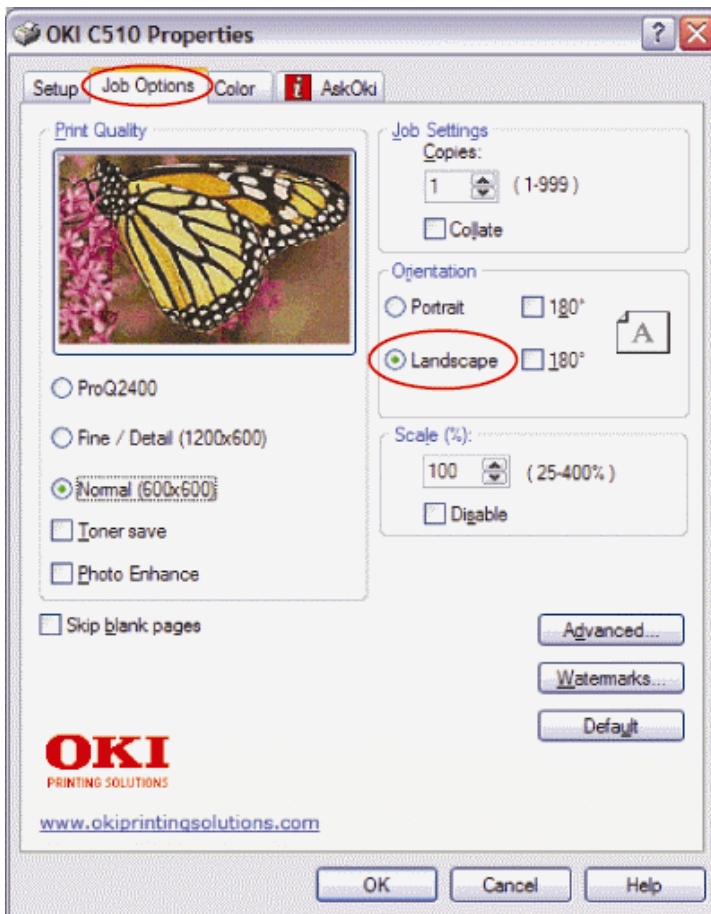 OKI C510 Properties
Setup Job Options Color i AskOki
Print Quality
ProQ2400
Fine / Detail (1200x600)
Normal (600x600)
Toner save
Photo Enhance
Skip blank pages
Job Settings
Copies:
1 (1-999)
Collate
Orientation
Portrait 180°
Landscape 180°
A
Scale (%):
100 (25-400%)
Disable
Advanced...
Watermarks...
Default
OKI
PRINTING SOLUTIONS
www.okiprintingsolutions.com
OK Cancel Help